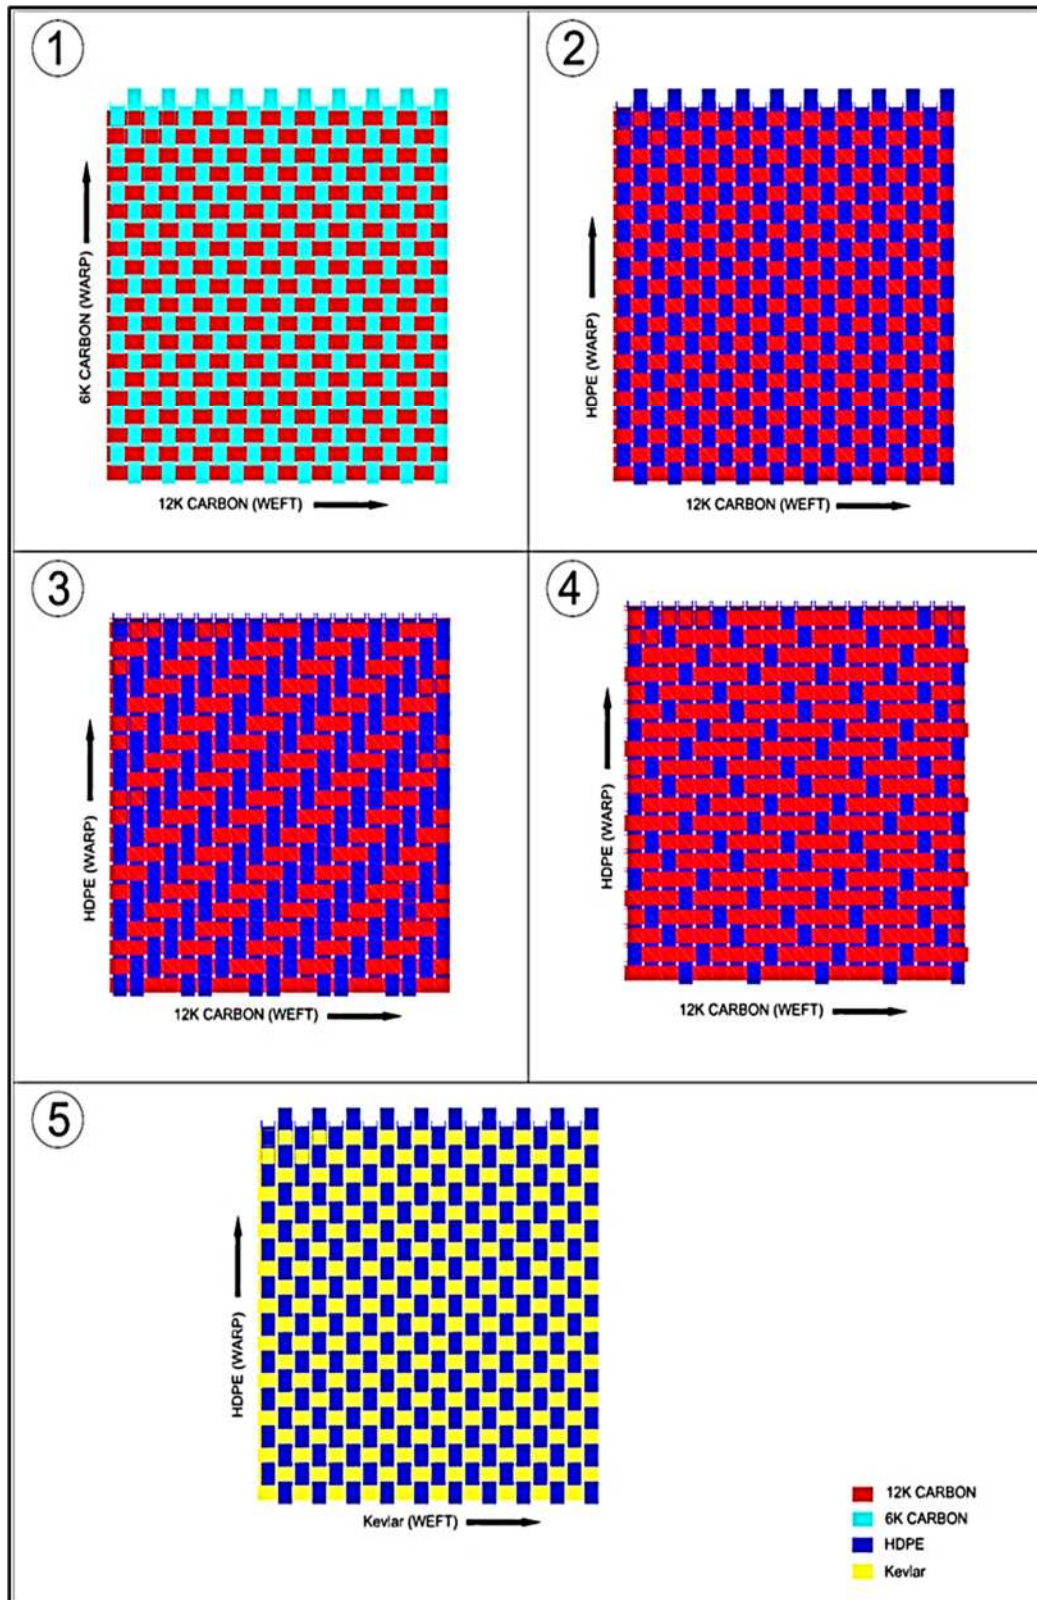 1
2
6K CARBON (WARP)
12K CARBON (WEFT)
HDPE (WARP)
12K CARBON (WEFT)
3
4
HDPE (WARP)
12K CARBON (WEFT)
HDPE (WARP)
12K CARBON (WEFT)
5
HDPE (WARP)
Kevlar (WEFT)
12K CARBON
6K CARBON
HDPE
Kevlar